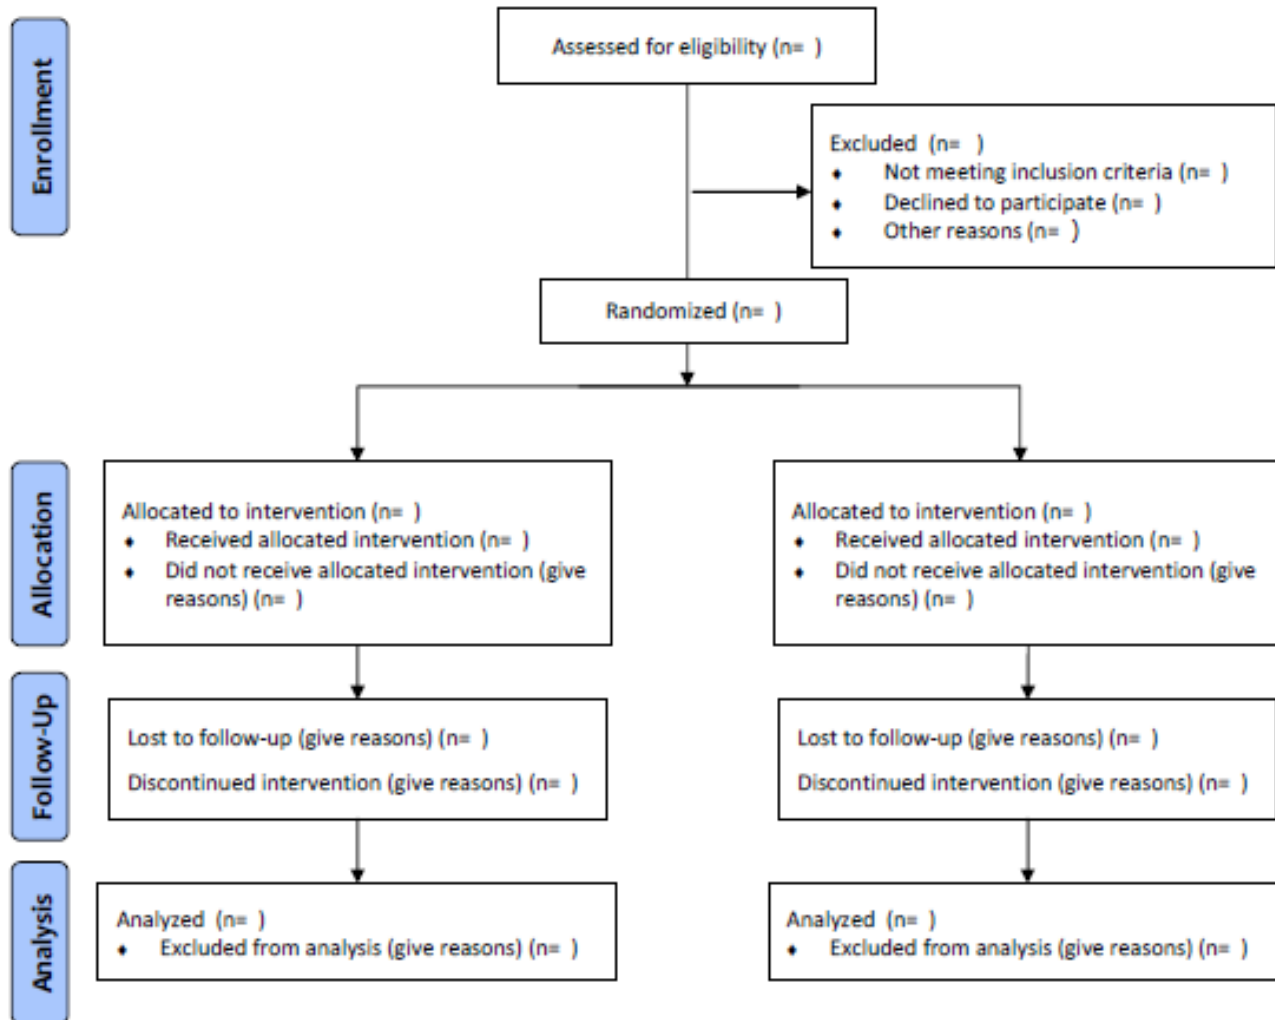 Enrollment
Assessed for eligibility (n=  )
Excluded  (n=  )
♦ Not meeting inclusion criteria (n=  )
♦ Declined to participate (n=  )
♦ Other reasons (n=  )
Randomized (n=  )
Allocation
Allocated to intervention (n=  )
♦ Received allocated intervention (n=  )
♦ Did not receive allocated intervention (give
reasons) (n=  )
Allocated to intervention (n=  )
♦ Received allocated intervention (n=  )
♦ Did not receive allocated intervention (give
reasons) (n=  )
Follow-Up
Lost to follow-up (give reasons) (n=  )
Discontinued intervention (give reasons) (n=  )
Lost to follow-up (give reasons) (n=  )
Discontinued intervention (give reasons) (n=  )
Analysis
Analyzed  (n=  )
♦ Excluded from analysis (give reasons) (n=  )
Analyzed  (n=  )
♦ Excluded from analysis (give reasons) (n=  )